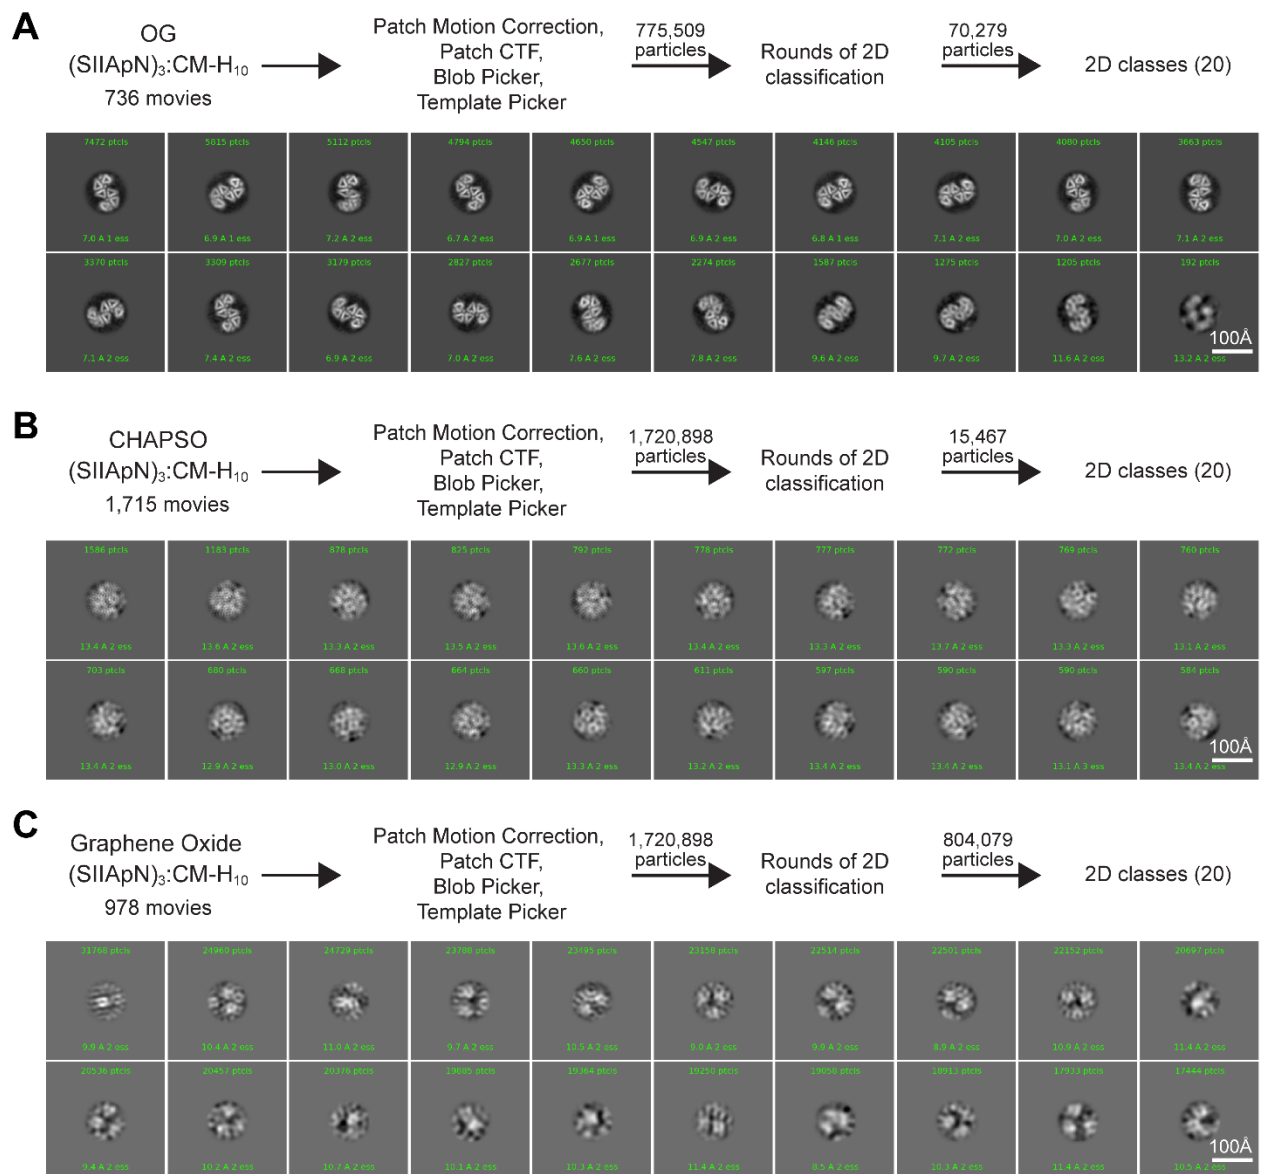 A
OG
(SIIApN)₃:CM-H₁₀
736 movies
Patch Motion Correction,
Patch CTF,
Blob Picker,
Template Picker
775,509
particles
Rounds of 2D
classification
70,279
particles
2D classes (20)
7472 ptcls 5815 ptcls 5112 ptcls 4794 ptcls 4650 ptcls 4547 ptcls 4146 ptcls 4105 ptcls 4080 ptcls 3663 ptcls
7.0 A 1 ess 6.9 A 1 ess 7.2 A 2 ess 6.7 A 2 ess 6.9 A 1 ess 6.9 A 2 ess 6.8 A 1 ess 7.1 A 2 ess 7.0 A 2 ess 7.1 A 2 ess
3370 ptcls 3309 ptcls 3179 ptcls 2827 ptcls 2677 ptcls 2274 ptcls 1587 ptcls 1275 ptcls 1205 ptcls 192 ptcls
100Å
7.1 A 2 ess 7.4 A 2 ess 6.9 A 2 ess 7.0 A 2 ess 7.6 A 2 ess 7.8 A 2 ess 9.6 A 2 ess 9.7 A 2 ess 11.6 A 2 ess 13.2 A 2 ess
B
CHAPSO
(SIIApN)₃:CM-H₁₀
1,715 movies
Patch Motion Correction,
Patch CTF,
Blob Picker,
Template Picker
1,720,898
particles
Rounds of 2D
classification
15,467
particles
2D classes (20)
1586 ptcls 1183 ptcls 878 ptcls 825 ptcls 792 ptcls 778 ptcls 777 ptcls 772 ptcls 769 ptcls 760 ptcls
13.4 A 2 ess 13.6 A 2 ess 13.3 A 2 ess 13.5 A 2 ess 13.6 A 2 ess 13.4 A 2 ess 13.3 A 2 ess 13.7 A 2 ess 13.3 A 2 ess 13.1 A 2 ess
703 ptcls 680 ptcls 668 ptcls 664 ptcls 660 ptcls 611 ptcls 597 ptcls 590 ptcls 590 ptcls 584 ptcls
100Å
13.4 A 2 ess 12.9 A 2 ess 13.0 A 2 ess 12.9 A 2 ess 13.3 A 2 ess 13.2 A 2 ess 13.4 A 2 ess 13.4 A 2 ess 13.1 A 3 ess 13.4 A 2 ess
C
Graphene Oxide
(SIIApN)₃:CM-H₁₀
978 movies
Patch Motion Correction,
Patch CTF,
Blob Picker,
Template Picker
1,720,898
particles
Rounds of 2D
classification
804,079
particles
2D classes (20)
31768 ptcls 24960 ptcls 24729 ptcls 23788 ptcls 23495 ptcls 23158 ptcls 22514 ptcls 22501 ptcls 22152 ptcls 20697 ptcls
9.9 A 2 ess 10.4 A 2 ess 11.0 A 2 ess 9.7 A 2 ess 10.5 A 2 ess 9.0 A 2 ess 9.9 A 2 ess 8.9 A 2 ess 10.9 A 2 ess 11.4 A 2 ess
20536 ptcls 20457 ptcls 20376 ptcls 19685 ptcls 19364 ptcls 19250 ptcls 19050 ptcls 18913 ptcls 17933 ptcls 17444 ptcls
100Å
9.4 A 2 ess 10.2 A 2 ess 10.7 A 2 ess 10.1 A 2 ess 10.3 A 2 ess 11.4 A 2 ess 8.5 A 2 ess 10.3 A 2 ess 11.4 A 2 ess 10.5 A 2 ess